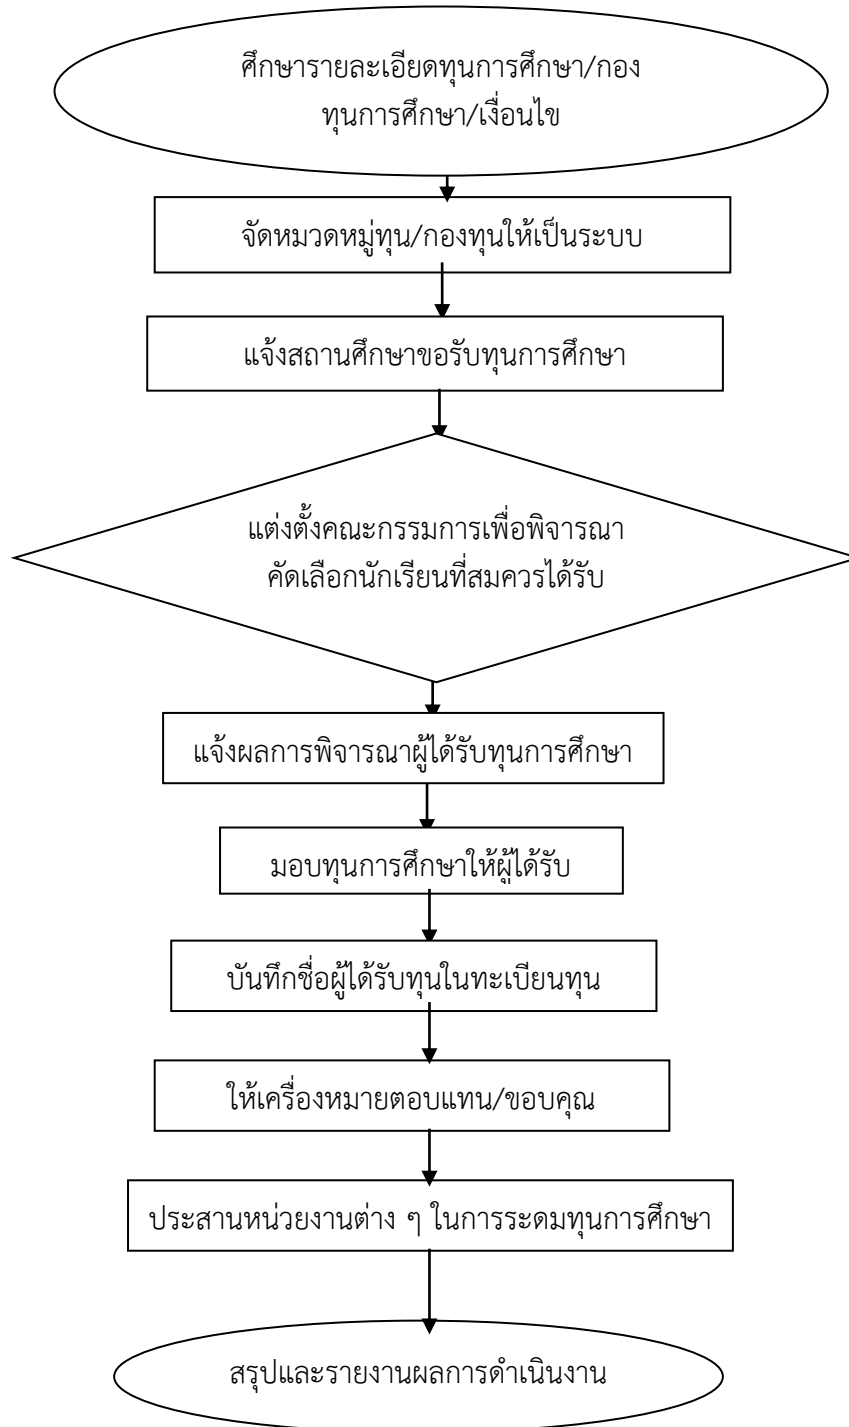 ศึกษารายละเอียดทุนการศึกษา/กอง
ทุนการศึกษา/เงื่อนไข
จัดหมวดหมู่ทุน/กองทุนให้เป็นระบบ
แจ้งสถานศึกษาขอรับทุนการศึกษา
แต่งตั้งคณะกรรมการเพื่อพิจารณา
คัดเลือกนักเรียนที่สมควรได้รับ
แจ้งผลการพิจารณาผู้ได้รับทุนการศึกษา
มอบทุนการศึกษาให้ผู้ได้รับ
บันทึกชื่อผู้ได้รับทุนในทะเบียนทุน
ให้เครื่องหมายตอบแทน/ขอบคุณ
ประสานหน่วยงานต่าง ๆ ในการระดมทุนการศึกษา
สรุปและรายงานผลการดำเนินงาน